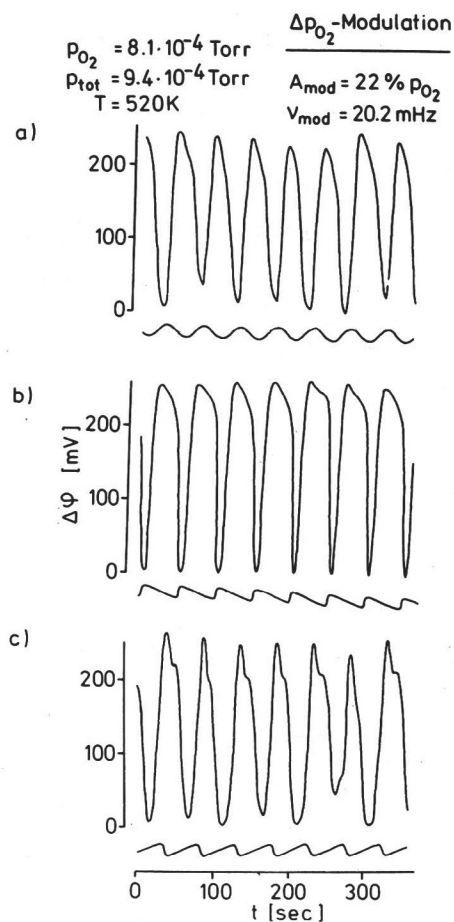 Δp_O₂-Modulation
p_O₂ = 8.1·10⁻⁴ Torr
p_tot = 9.4·10⁻⁴ Torr
A_mod = 22 % p_O₂
T = 520K
ν_mod = 20.2 mHz
a)
200
100
0
b)
200
100
0
Δφ [mV]
c)
200
100
0
0 100 200 300
t [sec]